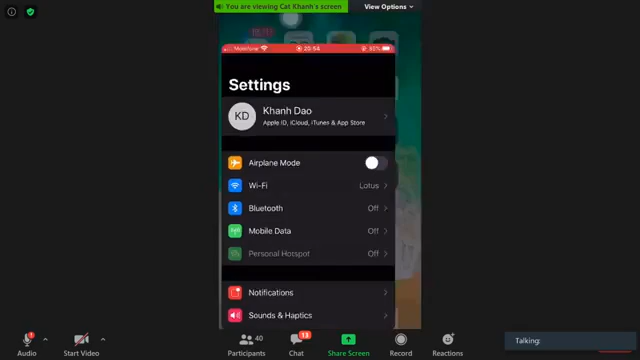 You are viewing Cat Khanh's screen
View Options
Mobifone
20:54
93%
Settings
KD
Khanh Dao
Apple ID, iCloud, iTunes & App Store
Airplane Mode
Wi-Fi
Lotus
Bluetooth
Off
Mobile Data
Off
Personal Hotspot
Off
Notifications
Sounds & Haptics
1
Audio
Start Video
40
Participants
13
Chat
Share Screen
Record
Reactions
Talking: